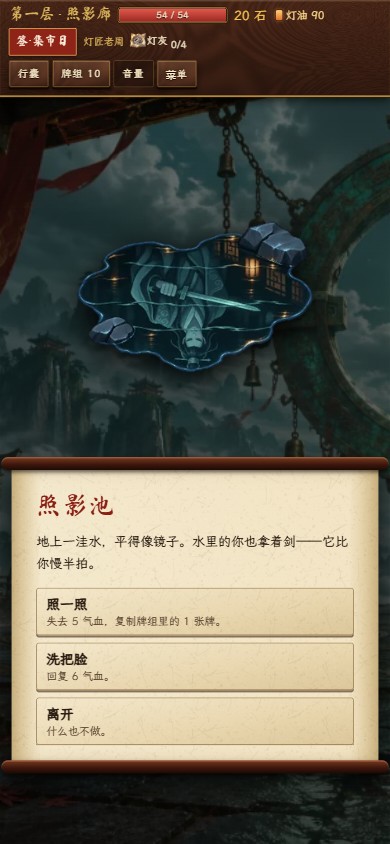 第一层·照影廊 54 / 54 20 石 灯油 90
签·集市日 灯匠老周 灯灰 0/4
行囊 牌组 10 音量 菜单
照影池
地上一洼水，平得像镜子。水里的你也拿着剑——它比
你慢半拍。
照一照
失去 5 气血，复制牌组里的 1 张牌。
洗把脸
回复 6 气血。
离开
什么也不做。